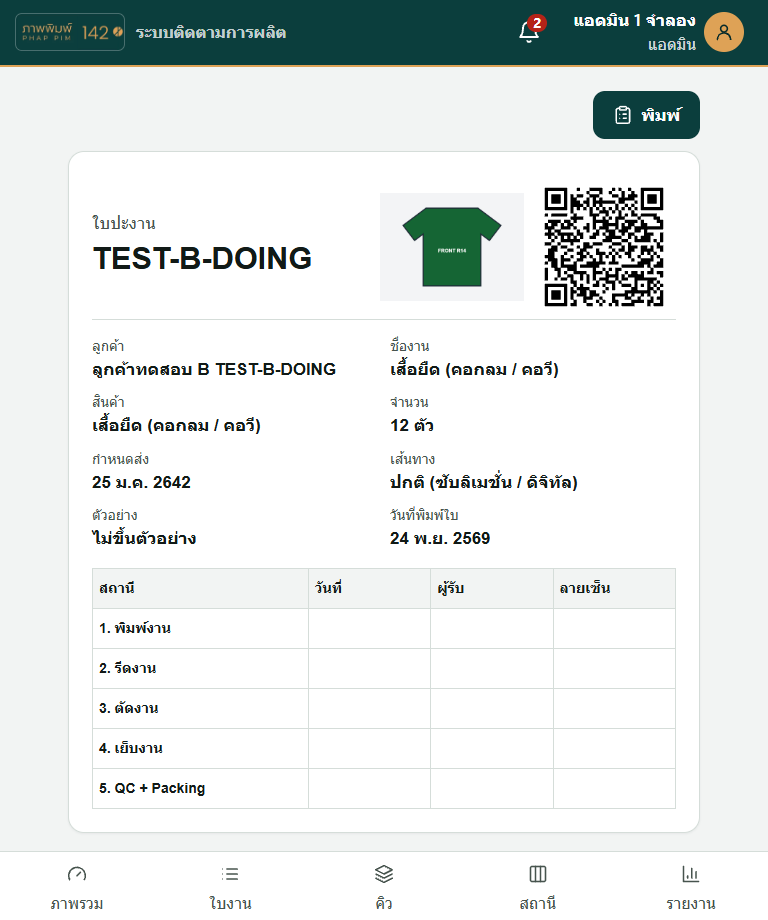 ภาพพิมพ์
PHAP PIM
142
ระบบติดตามการผลิต
2
แอดมิน 1 จำลอง
แอดมิน
พิมพ์
ใบปะงาน
TEST-B-DOING
FRONT R14
ลูกค้า
ลูกค้าทดสอบ B TEST-B-DOING
ชื่องาน
เสื้อยืด (คอกลม / คอวี)
สินค้า
เสื้อยืด (คอกลม / คอวี)
จำนวน
12 ตัว
กำหนดส่ง
25 ม.ค. 2642
เส้นทาง
ปกติ (ซับลิเมชั่น / ดิจิทัล)
ตัวอย่าง
ไม่ขึ้นตัวอย่าง
วันที่พิมพ์ใบ
24 พ.ย. 2569
สถานี วันที่ ผู้รับ ลายเซ็น
1. พิมพ์งาน
2. รีดงาน
3. ตัดงาน
4. เย็บงาน
5. QC + Packing
ภาพรวม ใบงาน คิว สถานี รายงาน